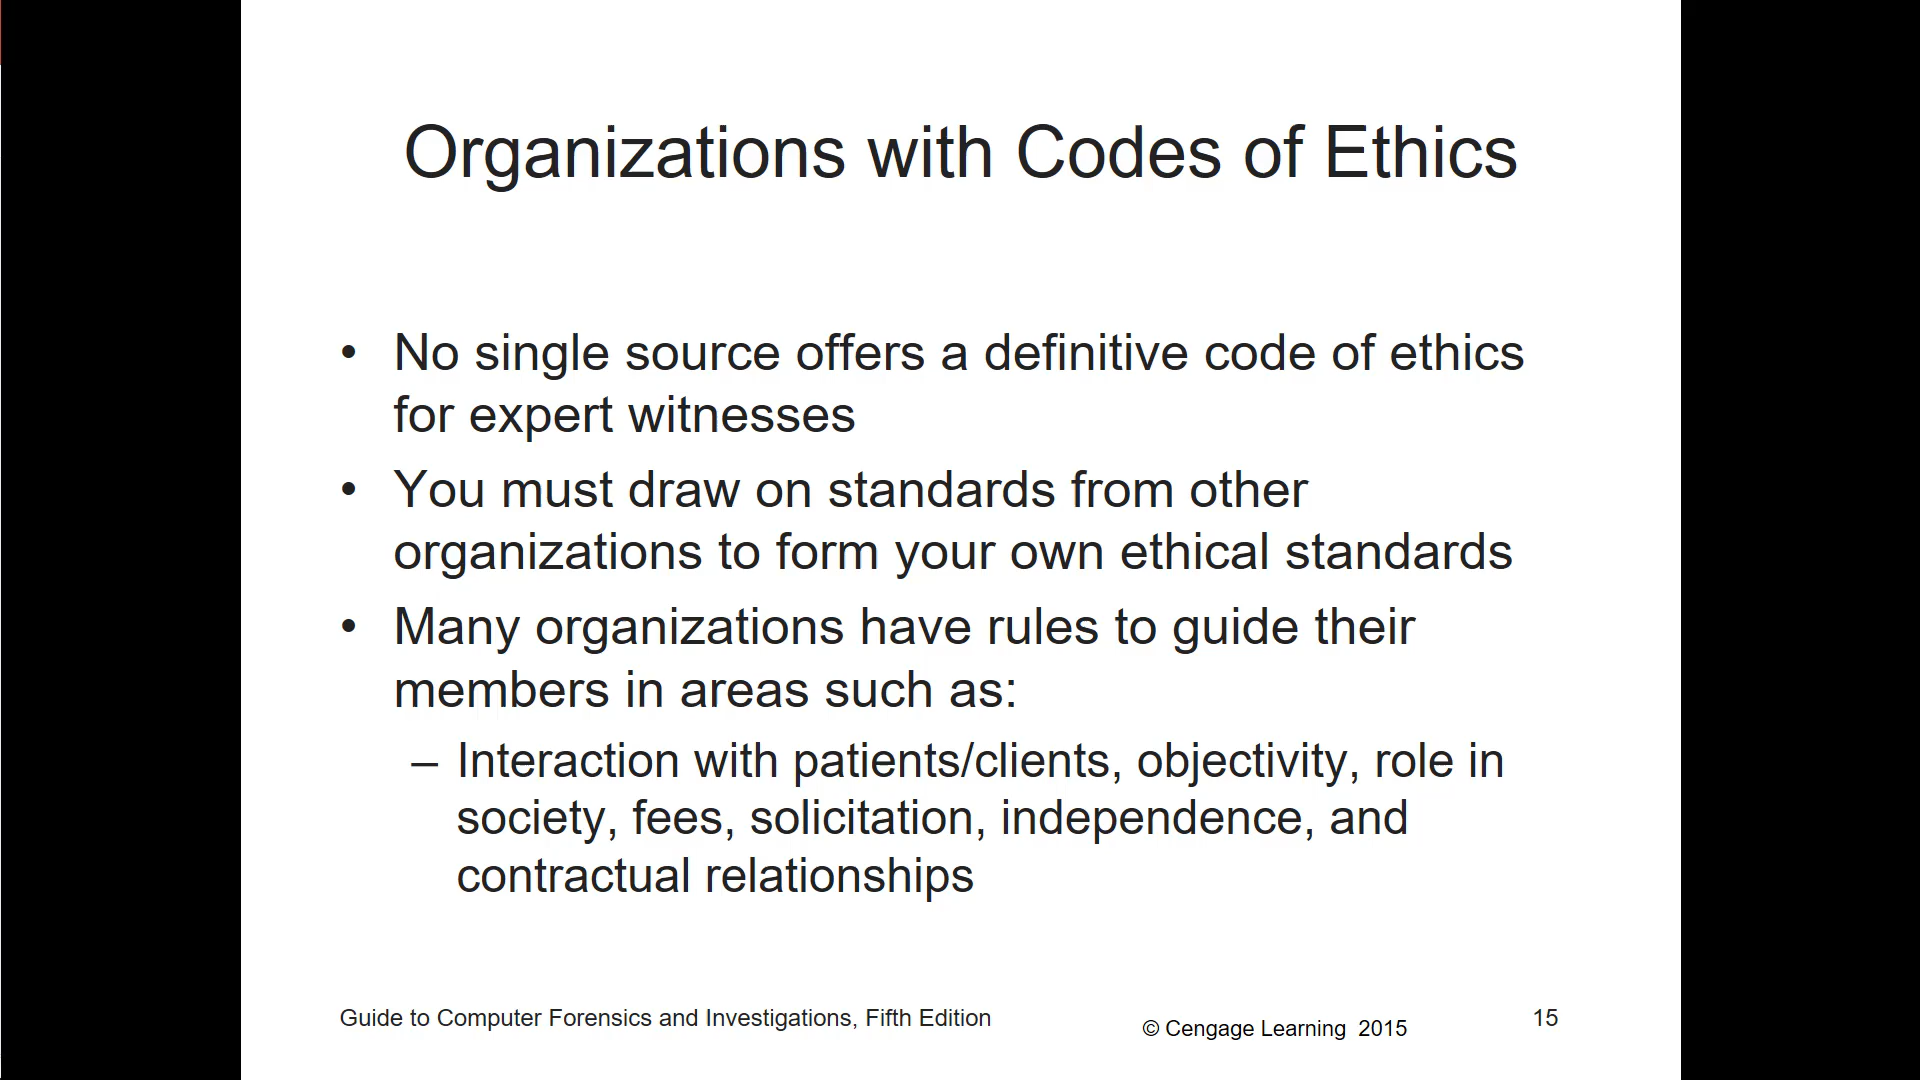 Organizations with Codes of Ethics
• No single source offers a definitive code of ethics
for expert witnesses
• You must draw on standards from other
organizations to form your own ethical standards
• Many organizations have rules to guide their
members in areas such as:
– Interaction with patients/clients, objectivity, role in
society, fees, solicitation, independence, and
contractual relationships
Guide to Computer Forensics and Investigations, Fifth Edition
© Cengage Learning 2015
15